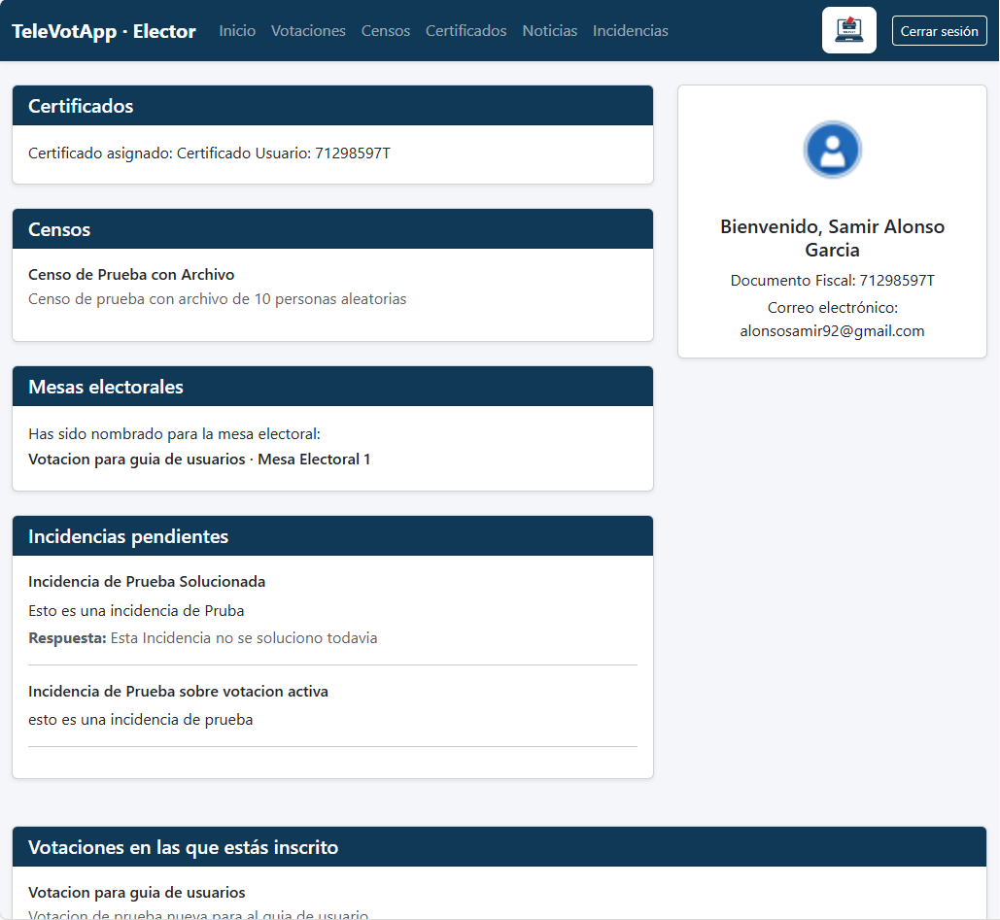 TeleVotApp · Elector
Inicio
Votaciones
Censos
Certificados
Noticias
Incidencias
Cerrar sesión
Certificados
Certificado asignado: Certificado Usuario: 71298597T
Censos
Censo de Prueba con Archivo
Censo de prueba con archivo de 10 personas aleatorias
Mesas electorales
Has sido nombrado para la mesa electoral:
Votacion para guia de usuarios · Mesa Electoral 1
Incidencias pendientes
Incidencia de Prueba Solucionada
Esto es una incidencia de Pruba
Respuesta: Esta Incidencia no se soluciono todavia
Incidencia de Prueba sobre votacion activa
esto es una incidencia de prueba
Bienvenido, Samir Alonso
Garcia
Documento Fiscal: 71298597T
Correo electrónico:
alonsosamir92@gmail.com
Votaciones en las que estás inscrito
Votacion para guia de usuarios
Votacion de prueba nueva para al guia de usuario